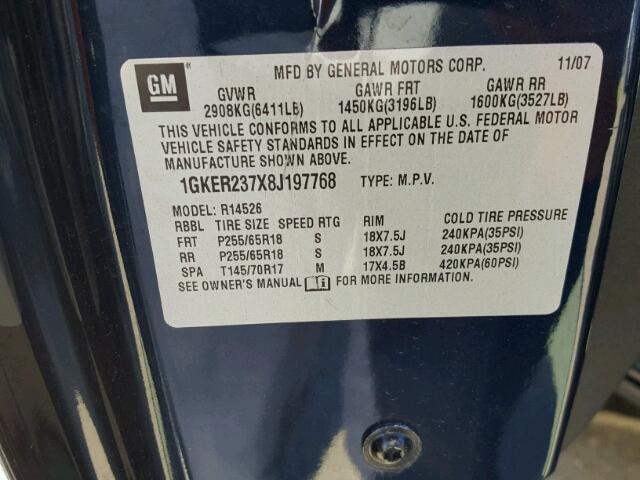 GM
MFD BY GENERAL MOTORS CORP. 11/07
GVWR GAWR FRT GAWR RR
2908KG(6411LB) 1450KG(3196LB) 1600KG(3527LB)
THIS VEHICLE CONFORMS TO ALL APPLICABLE U.S. FEDERAL MOTOR
VEHICLE SAFETY STANDARDS IN EFFECT ON THE DATE OF
MANUFACTURE SHOWN ABOVE.
1GKER237X8J197768 TYPE: M.P.V.
MODEL: R14526
RBBL TIRE SIZE SPEED RTG RIM COLD TIRE PRESSURE
FRT P255/65R18 S 18X7.5J 240KPA(35PSI)
RR P255/65R18 S 18X7.5J 240KPA(35PSI)
SPA T145/70R17 M 17X4.5B 420KPA(60PSI)
SEE OWNER'S MANUAL FOR MORE INFORMATION.